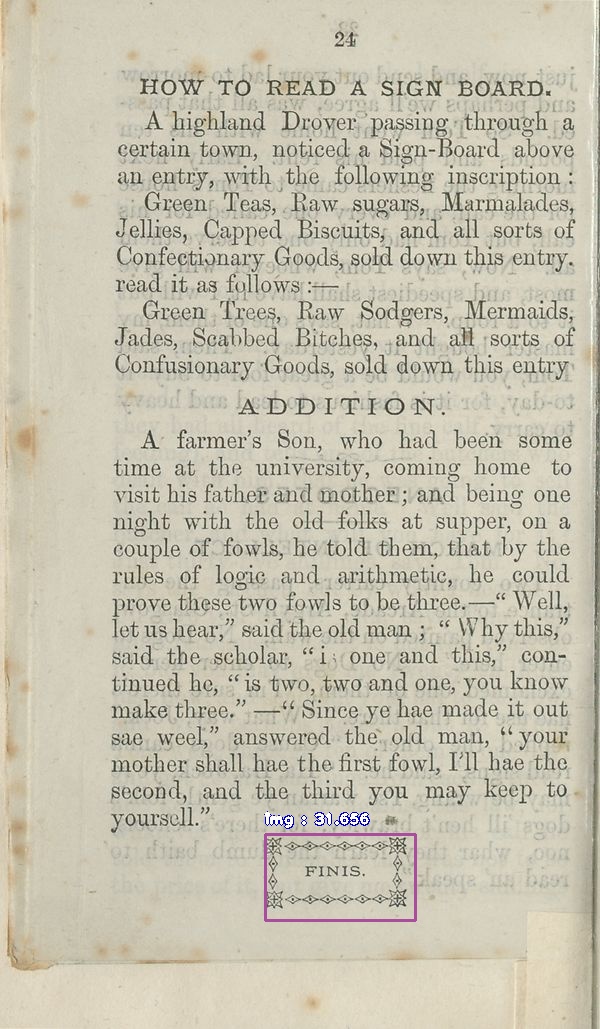 24
HOW TO READ A SIGN BOARD.
A highland Drover passing through a
certain town, noticed a Sign-Board above
an entry, with the following inscription :
Green Teas, Raw sugars, Marmalades,
Jellies, Capped Biscuits, and all sorts of
Confectionary Goods, sold down this entry.
read it as follows :—
Green Trees, Raw Sodgers, Mermaids,
Jades, Scabbed Bitches, and all sorts of
Confusionary Goods, sold down this entry
ADDITION.
A farmer's Son, who had been some
time at the university, coming home to
visit his father and mother ; and being one
night with the old folks at supper, on a
couple of fowls, he told them, that by the
rules of logic and arithmetic, he could
prove these two fowls to be three.—“ Well,
let us hear,” said the old man ; “ Why this,”
said the scholar, “ i one and this,” con-
tinued he, “ is two, two and one, you know
make three.” —“ Since ye hae made it out
sae weel,” answered the old man, “ your
mother shall hae the first fowl, I'll hae the
second, and the third you may keep to
yoursell.”
img : 31.656
FINIS.